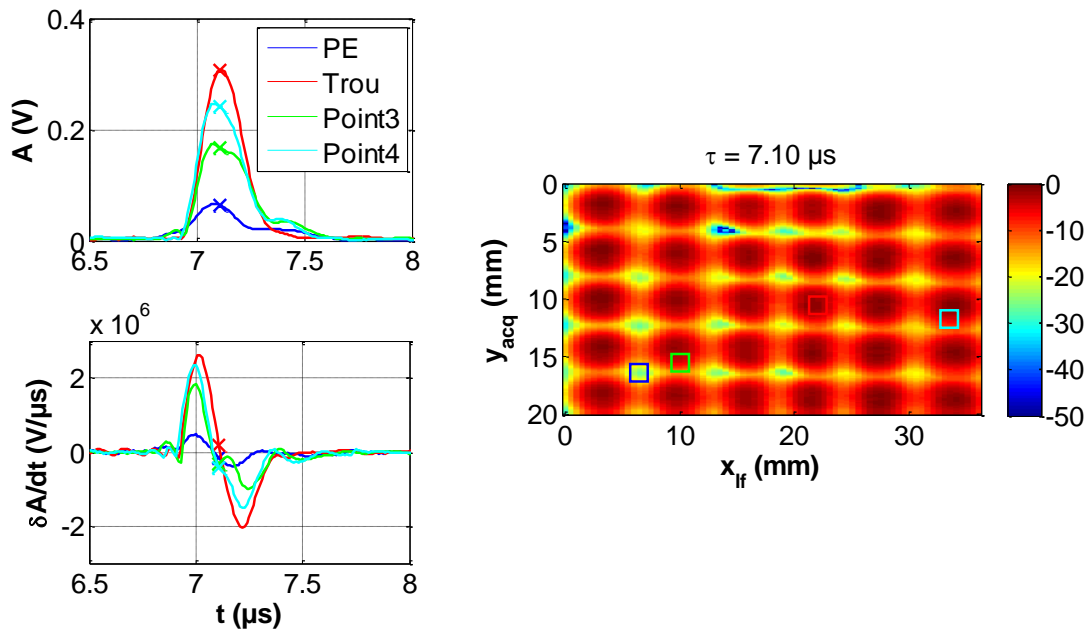 0.4
0.2
0
A (V)
PE
Trou
Point3
Point4
6.5 7 7.5 8
x 10^6
2
0
-2
δA/dt (V/µs)
6.5 7 7.5 8
t (µs)
τ = 7.10 µs
0
5
10
15
20
y_acq (mm)
0 10 20 30
x_lf (mm)
0
-10
-20
-30
-40
-50